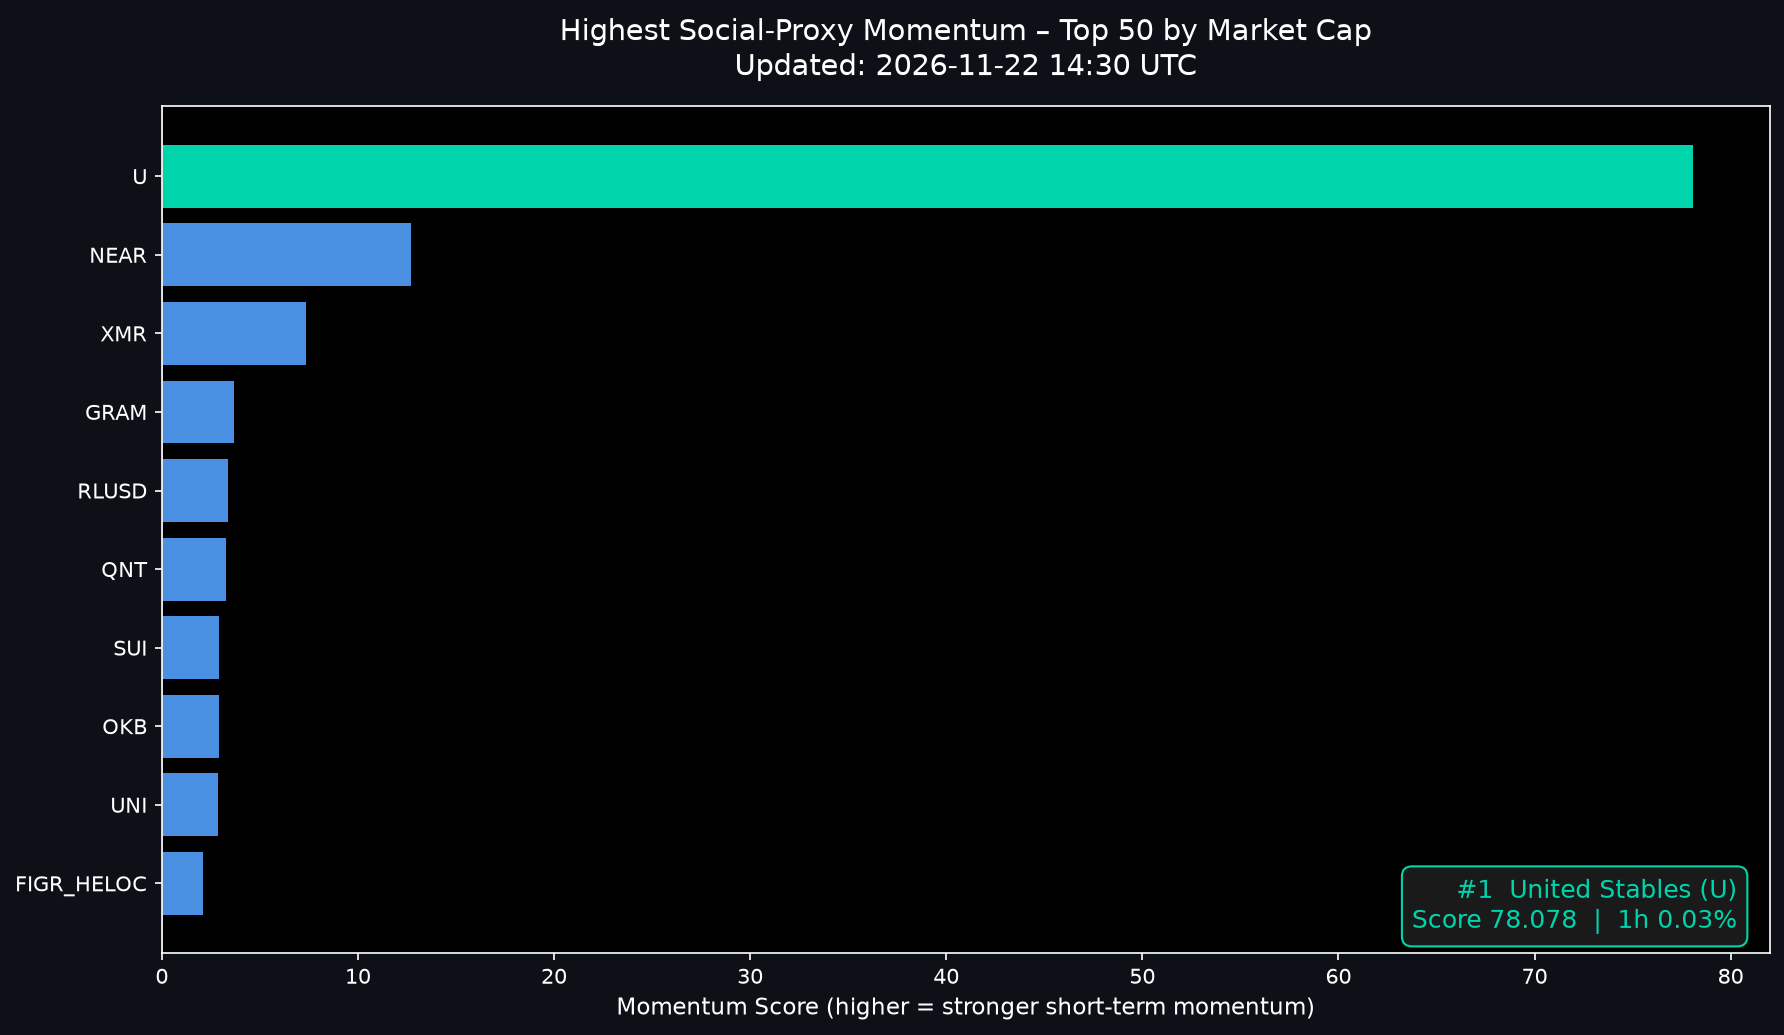 Highest Social-Proxy Momentum – Top 50 by Market Cap
Updated: 2026-11-22 14:30 UTC
U
NEAR
XMR
GRAM
RLUSD
QNT
SUI
OKB
UNI
FIGR_HELOC
#1  United Stables (U)
Score 78.078  |  1h 0.03%
0 10 20 30 40 50 60 70 80
Momentum Score (higher = stronger short-term momentum)